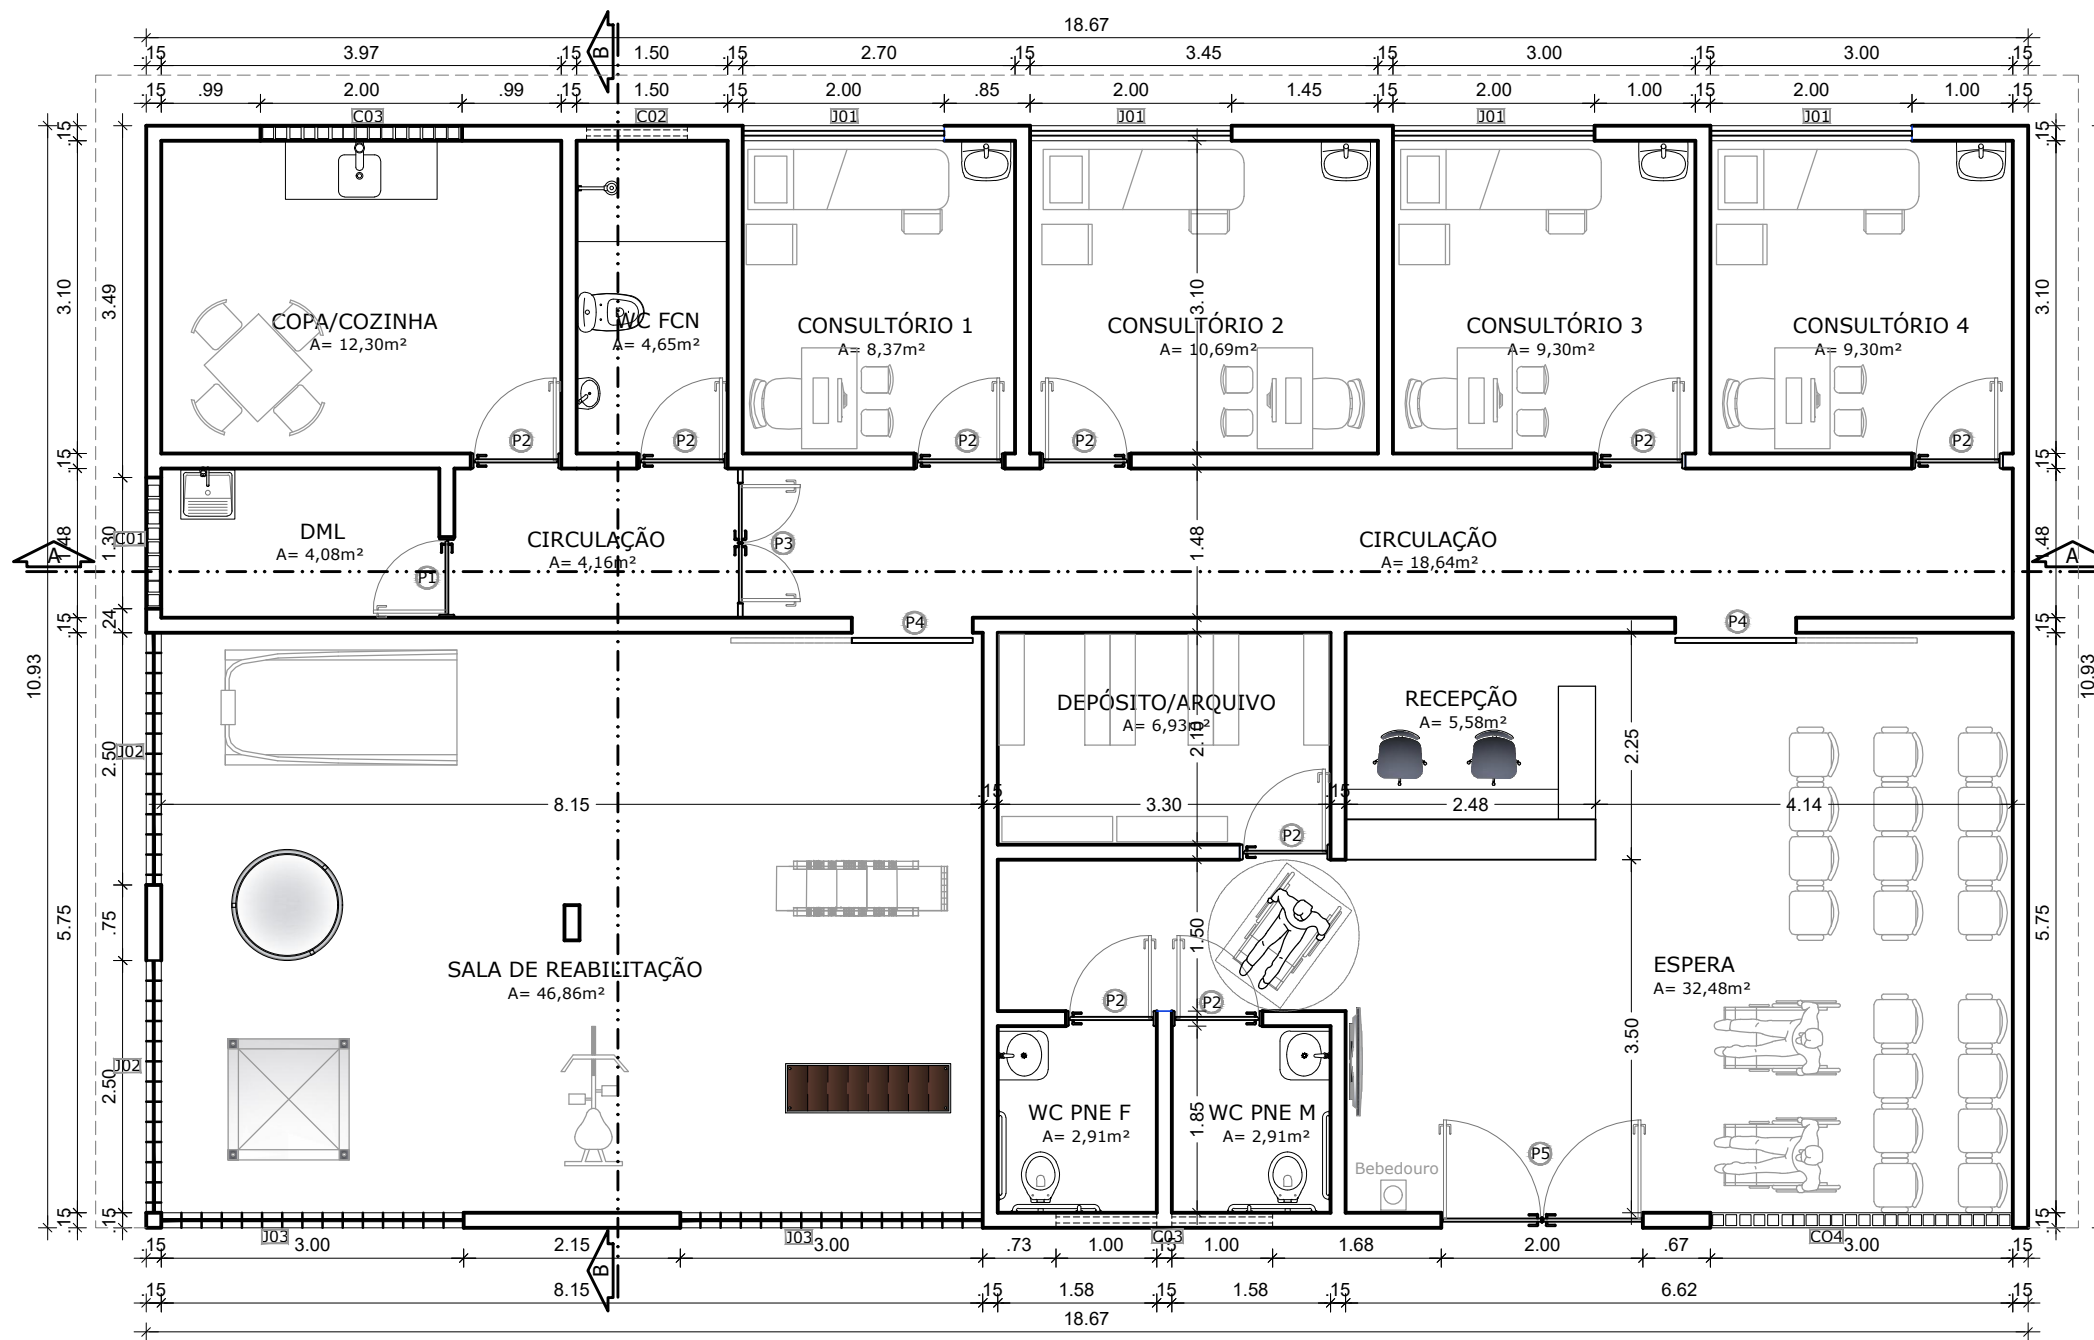 18.67
.15 3.97 .15 1.50 .15 2.70 .15 3.45 .15 3.00 .15 3.00 .15
.15 .99 2.00 .99 .15 1.50 .15 2.00 .85 2.00 1.45 .15 2.00 1.00 .15 2.00 1.00 .15
C03 C02 J01 J01 J01 J01
B
.15 .15
3.10 3.49 3.10 3.10
COPA/COZINHA
A= 12,30m²
WC FCN
A= 4,65m²
CONSULTÓRIO 1
A= 8,37m²
CONSULTÓRIO 2
A= 10,69m²
CONSULTÓRIO 3
A= 9,30m²
CONSULTÓRIO 4
A= 9,30m²
P2 P2 P2 P2 P2 P2
.15 .15
A C01 1.48 1.30 1.48 1.48 A
DML
A= 4,08m²
P1
CIRCULAÇÃO
A= 4,16m²
P3
CIRCULAÇÃO
A= 18,64m²
.15 .24 .15
P4 P4
10.93 10.93
J02 2.50
DEPÓSITO/ARQUIVO
A= 6,93m²
2.10
RECEPÇÃO
A= 5,58m²
2.25
8.15 .15 3.30 .15 2.48 4.14
P2
5.75 .75 1.50 5.75
SALA DE REABILITAÇÃO
A= 46,86m²
ESPERA
A= 32,48m²
P2 P2
J02 2.50 3.50
WC PNE F
A= 2,91m²
WC PNE M
A= 2,91m²
1.85
P5
Bebedouro
.15 .15 .15
J03 J03 C03 CO4
.15 3.00 2.15 3.00 .73 1.00 .15 1.00 1.68 2.00 .67 3.00 .15
B
.15 8.15 .15 1.58 .15 1.58 .15 6.62 .15
18.67